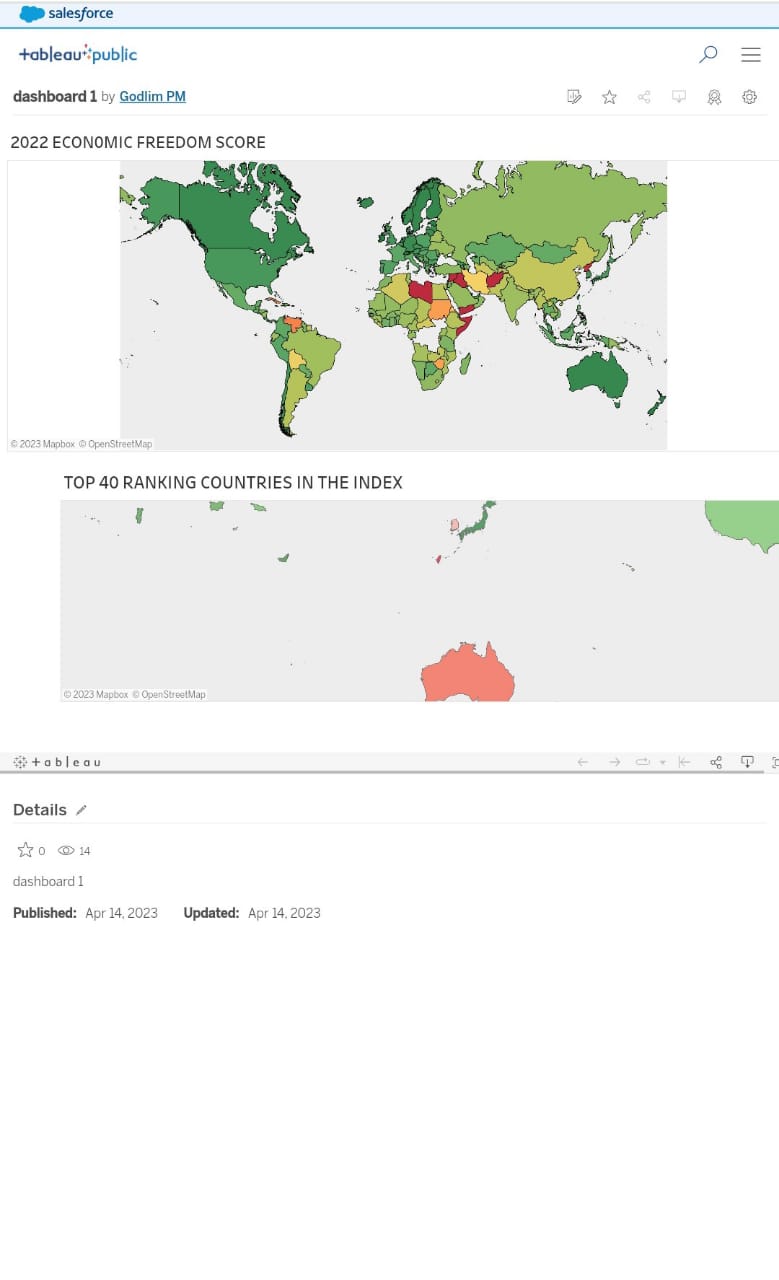 salesforce
+ableau public
dashboard 1 by Godlim PM
2022 ECONOMIC FREEDOM SCORE
© 2023 Mapbox © OpenStreetMap
TOP 40 RANKING COUNTRIES IN THE INDEX
© 2023 Mapbox © OpenStreetMap
+ableau
Details
0 14
dashboard 1
Published: Apr 14, 2023 Updated: Apr 14, 2023